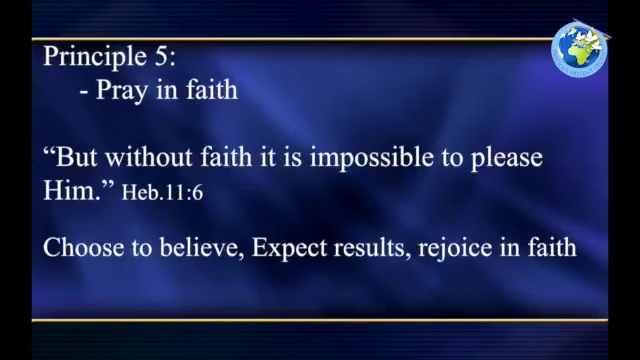 Principle 5:
- Pray in faith
“But without faith it is impossible to please
Him.” Heb.11:6
Choose to believe, Expect results, rejoice in faith